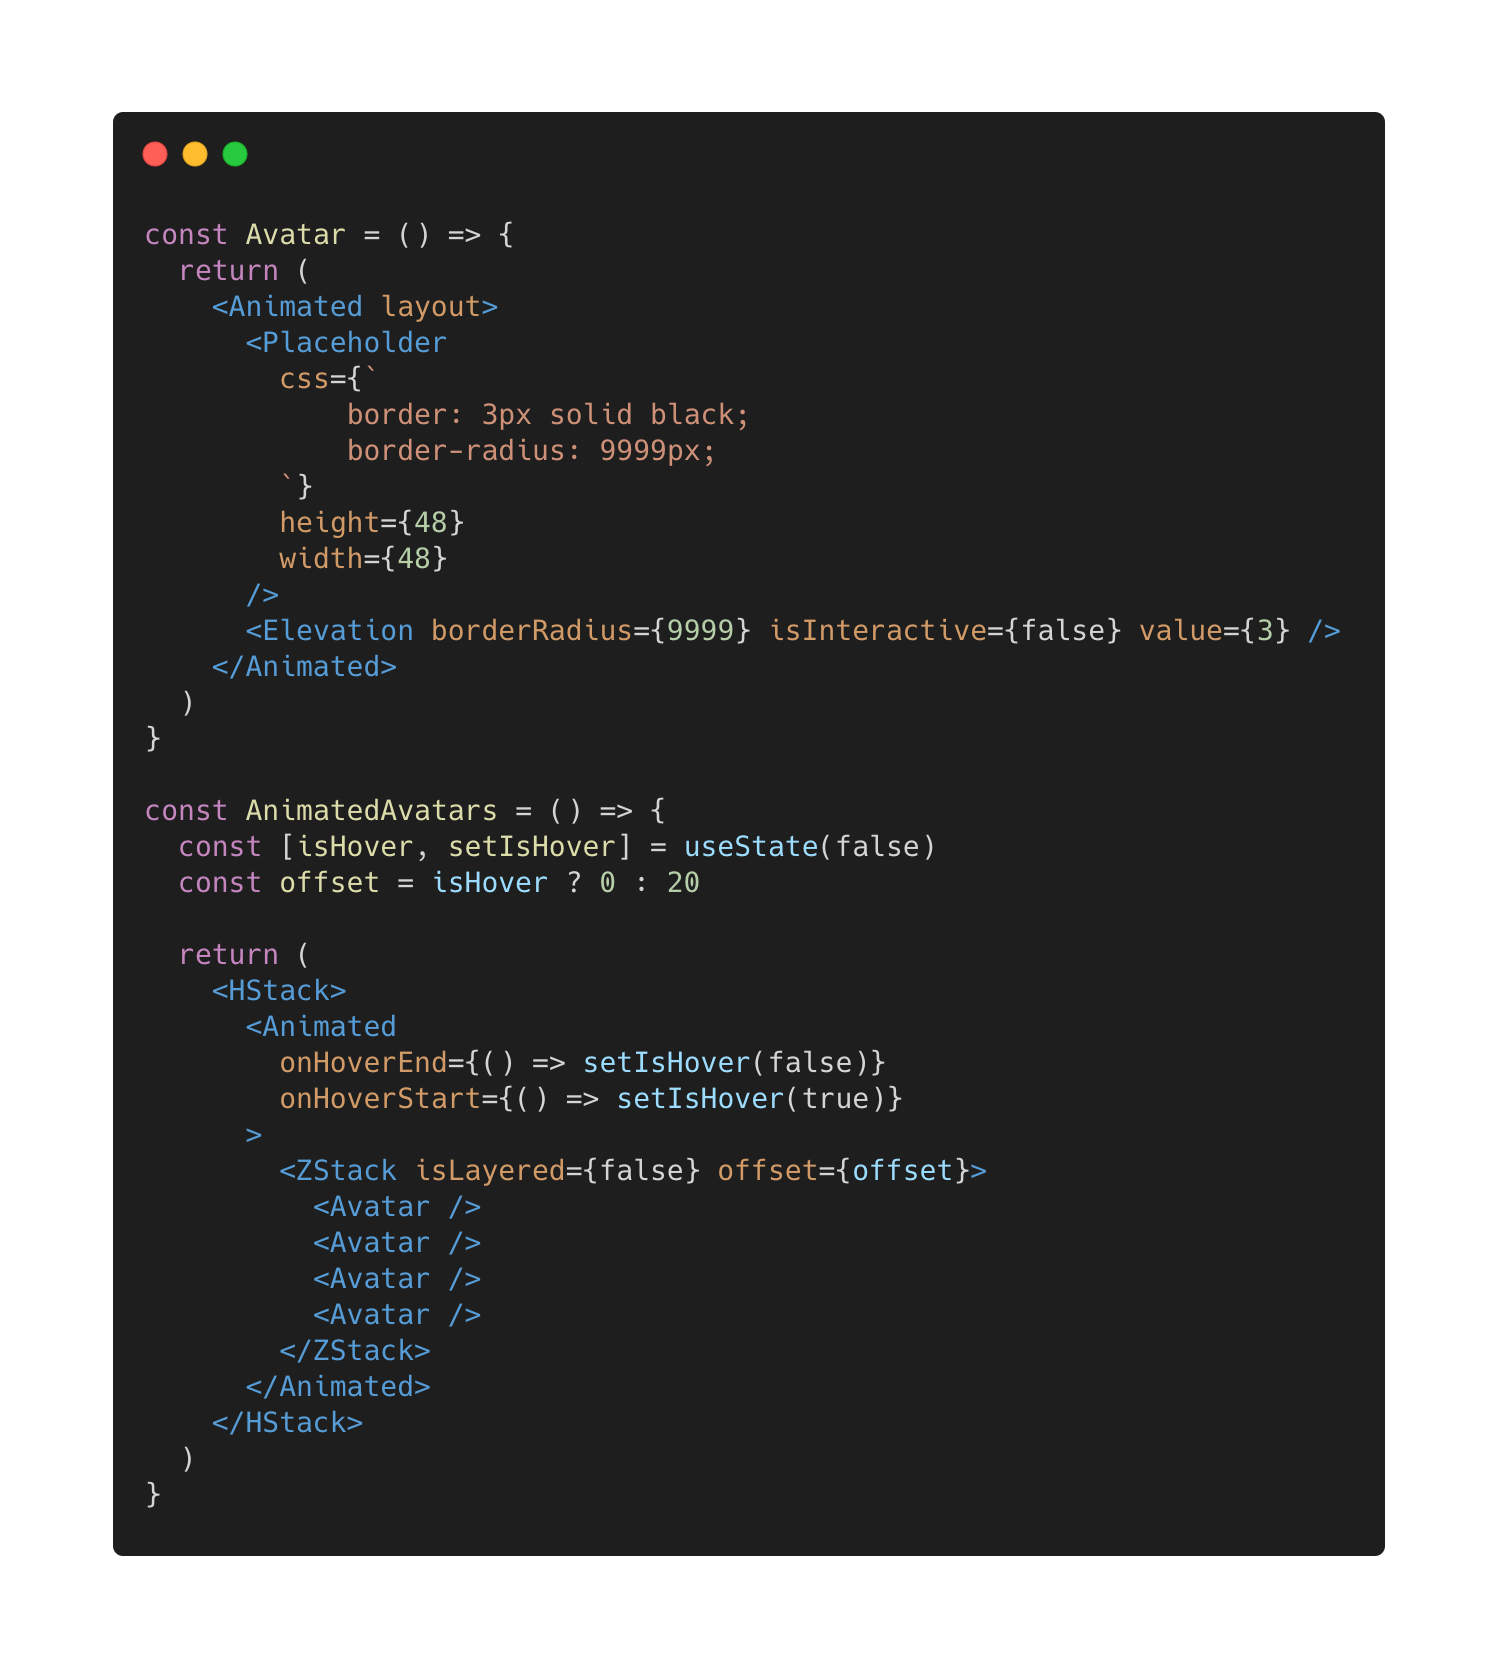 const Avatar = () => {
  return (
    <Animated layout>
      <Placeholder
        css={`
            border: 3px solid black;
            border-radius: 9999px;
        `}
        height={48}
        width={48}
      />
      <Elevation borderRadius={9999} isInteractive={false} value={3} />
    </Animated>
  )
}

const AnimatedAvatars = () => {
  const [isHover, setIsHover] = useState(false)
  const offset = isHover ? 0 : 20

  return (
    <HStack>
      <Animated
        onHoverEnd={() => setIsHover(false)}
        onHoverStart={() => setIsHover(true)}
      >
        <ZStack isLayered={false} offset={offset}>
          <Avatar />
          <Avatar />
          <Avatar />
          <Avatar />
        </ZStack>
      </Animated>
    </HStack>
  )
}